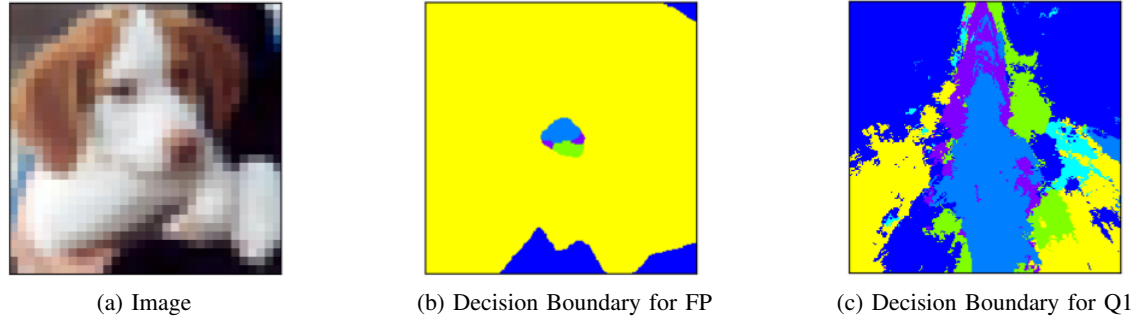 (a) Image
(b) Decision Boundary for FP
(c) Decision Boundary for Q1